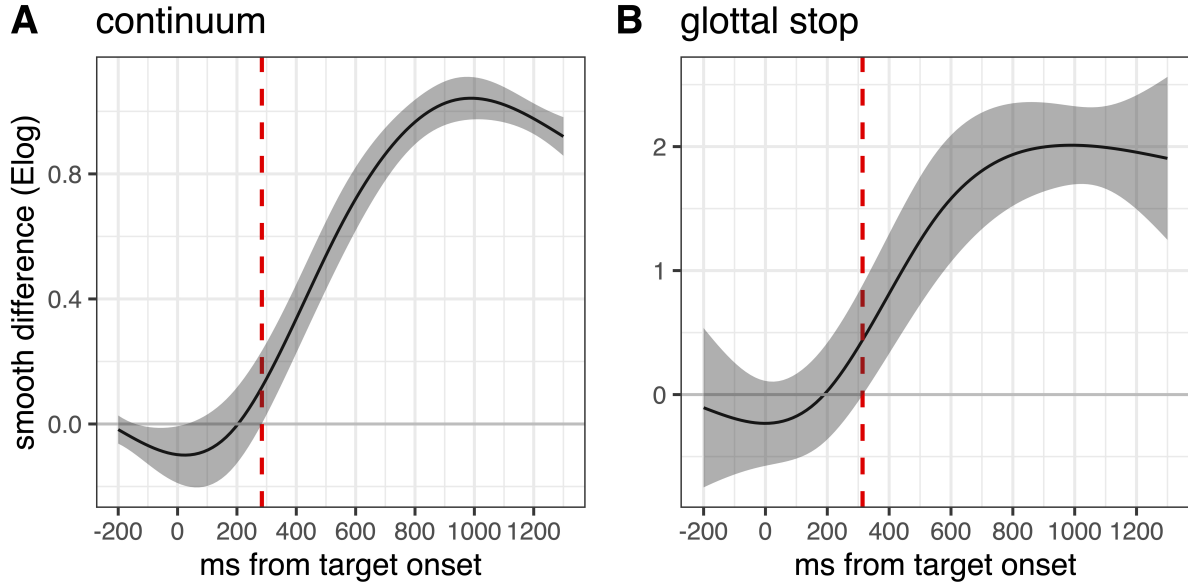 A continuum
smooth difference (Elog)
0.8
0.4
0.0
-200 0 200 400 600 800 1000 1200
ms from target onset
B glottal stop
2
1
0
-200 0 200 400 600 800 1000 1200
ms from target onset